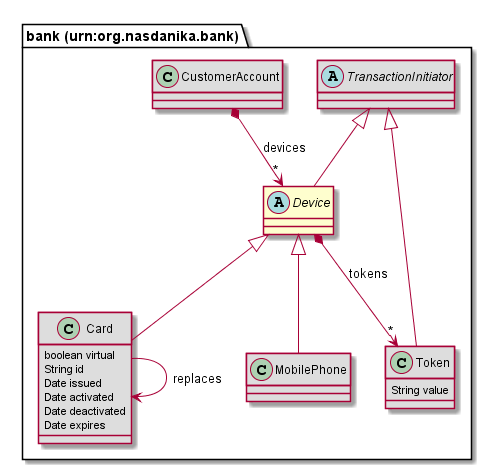 bank (urn:org.nasdanika.bank)
C CustomerAccount
A TransactionInitiator
devices
*
A Device
tokens
*
C Card
boolean virtual
String id
Date issued
Date activated
Date deactivated
Date expires
replaces
C MobilePhone
C Token
String value